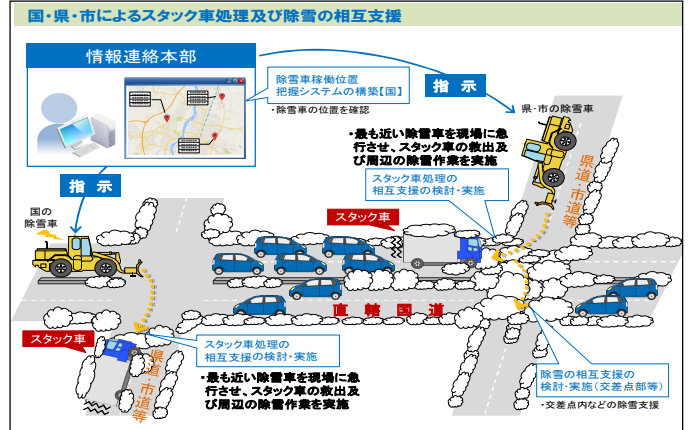 国・県・市によるスタック車処理及び除雪の相互支援
情報連絡本部
除雪車稼働位置
把握システムの構築【国】
・除雪車の位置を確認
指 示
県・市の除雪車
・最も近い除雪車を現場に急
行させ、スタック車の救出及
び周辺の除雪作業を実施
スタック車処理の
相互支援の検討・実施
県道・市道等
指 示
国の
除雪車
スタック車
直 轄 国 道
スタック車
県道・市道等
スタック車処理の
相互支援の検討・実施
・最も近い除雪車を現場に急
行させ、スタック車の救出及
び周辺の除雪作業を実施
除雪の相互支援の
検討・実施(交差点部等)
・交差点内などの除雪支援